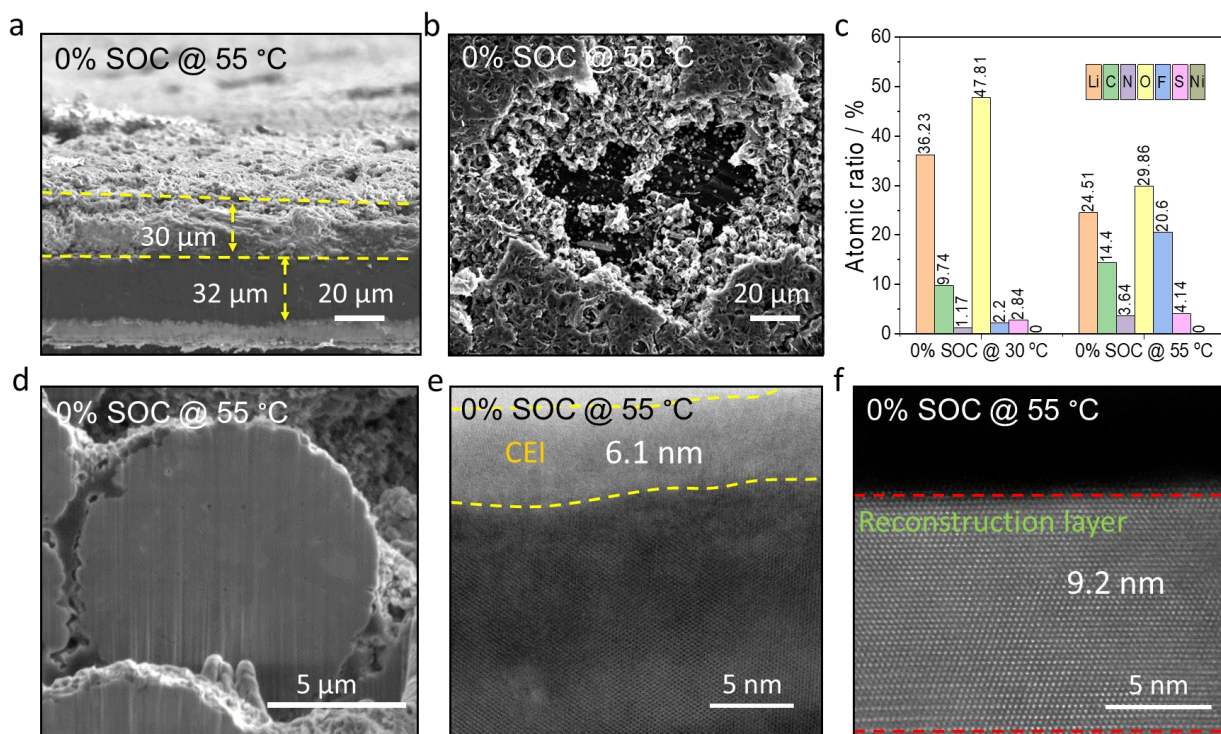 a
0% SOC @ 55 °C
30 μm
32 μm
20 μm
b
0% SOC @ 55 °C
20 μm
c
Atomic ratio / %
60
50
40
30
20
10
0
Li C N O F S Ni
36.23
9.74
1.17
47.81
2.2
2.84
0
24.51
14.4
3.64
29.86
20.6
4.14
0
0% SOC @ 30 °C
0% SOC @ 55 °C
d
0% SOC @ 55 °C
5 μm
e
0% SOC @ 55 °C
CEI 6.1 nm
5 nm
f
0% SOC @ 55 °C
Reconstruction layer
9.2 nm
5 nm